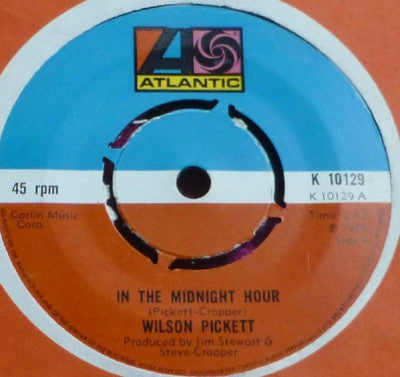 ATLANTIC
45 rpm
K 10129
K 10129 A
Carlin Music
Corp.
Time:
IN THE MIDNIGHT HOUR
(Pickett-Cropper)
WILSON PICKETT
Produced by Jim Stewart &
Steve Cropper